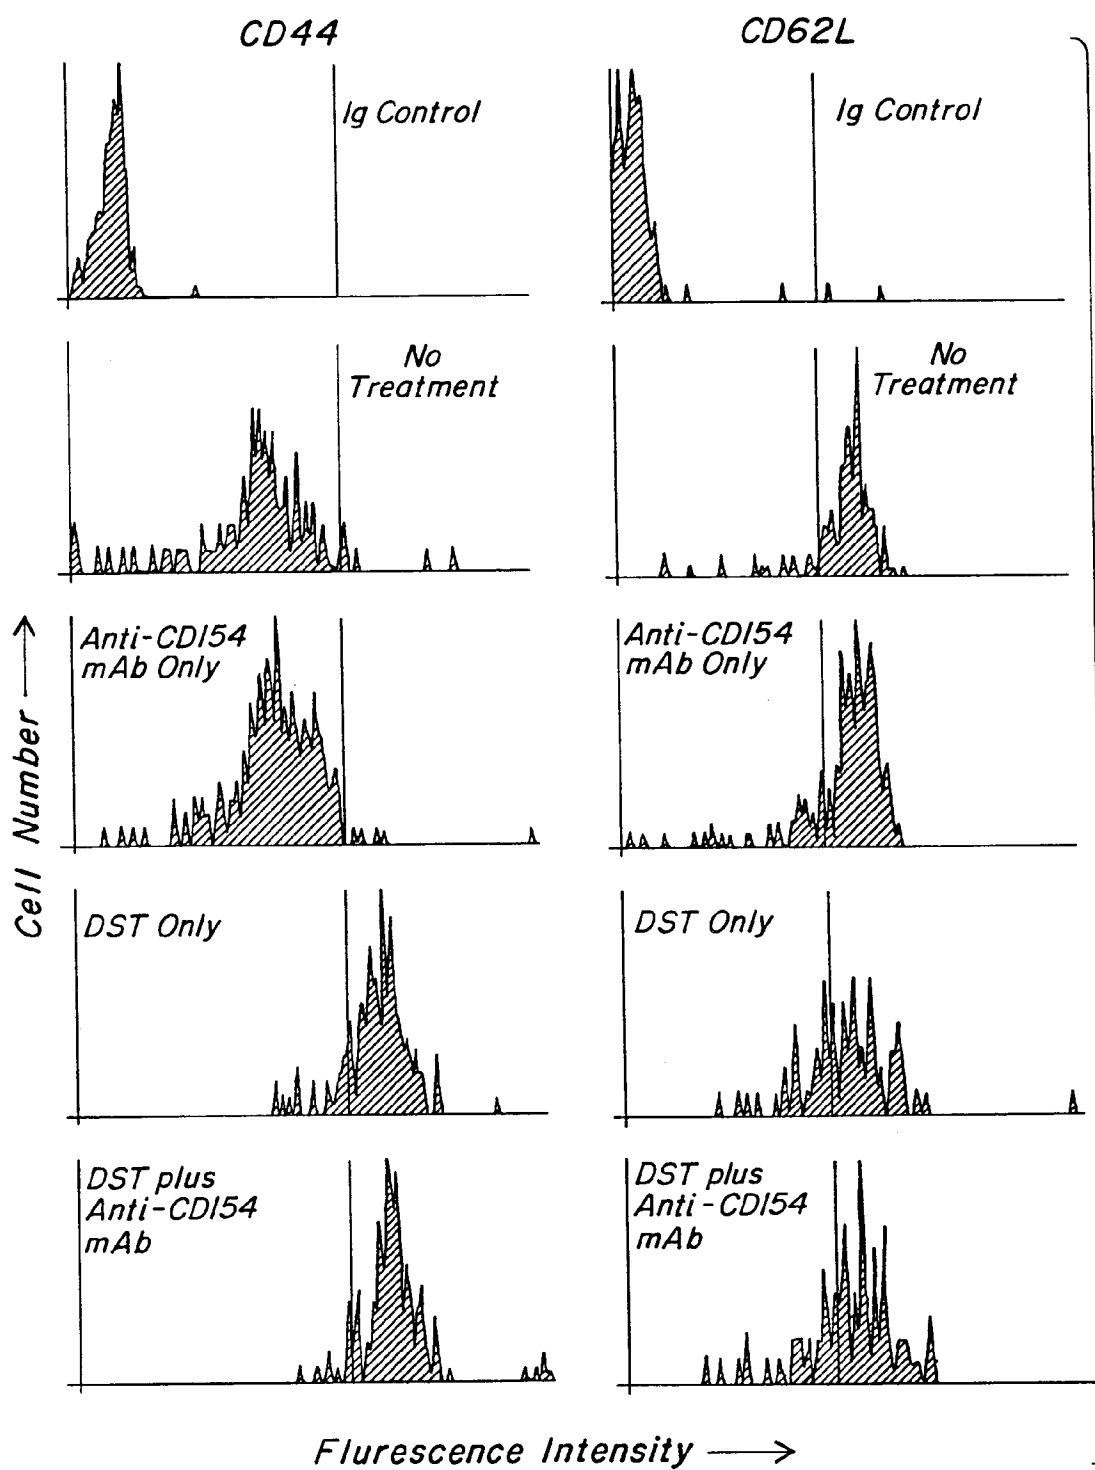 CD44
CD62L
Ig Control
Ig Control
No
Treatment
No
Treatment
Anti-CD154
mAb Only
Anti-CD154
mAb Only
DST Only
DST Only
DST plus
Anti-CD154
mAb
DST plus
Anti-CD154
mAb
Cell Number
Flurescence Intensity